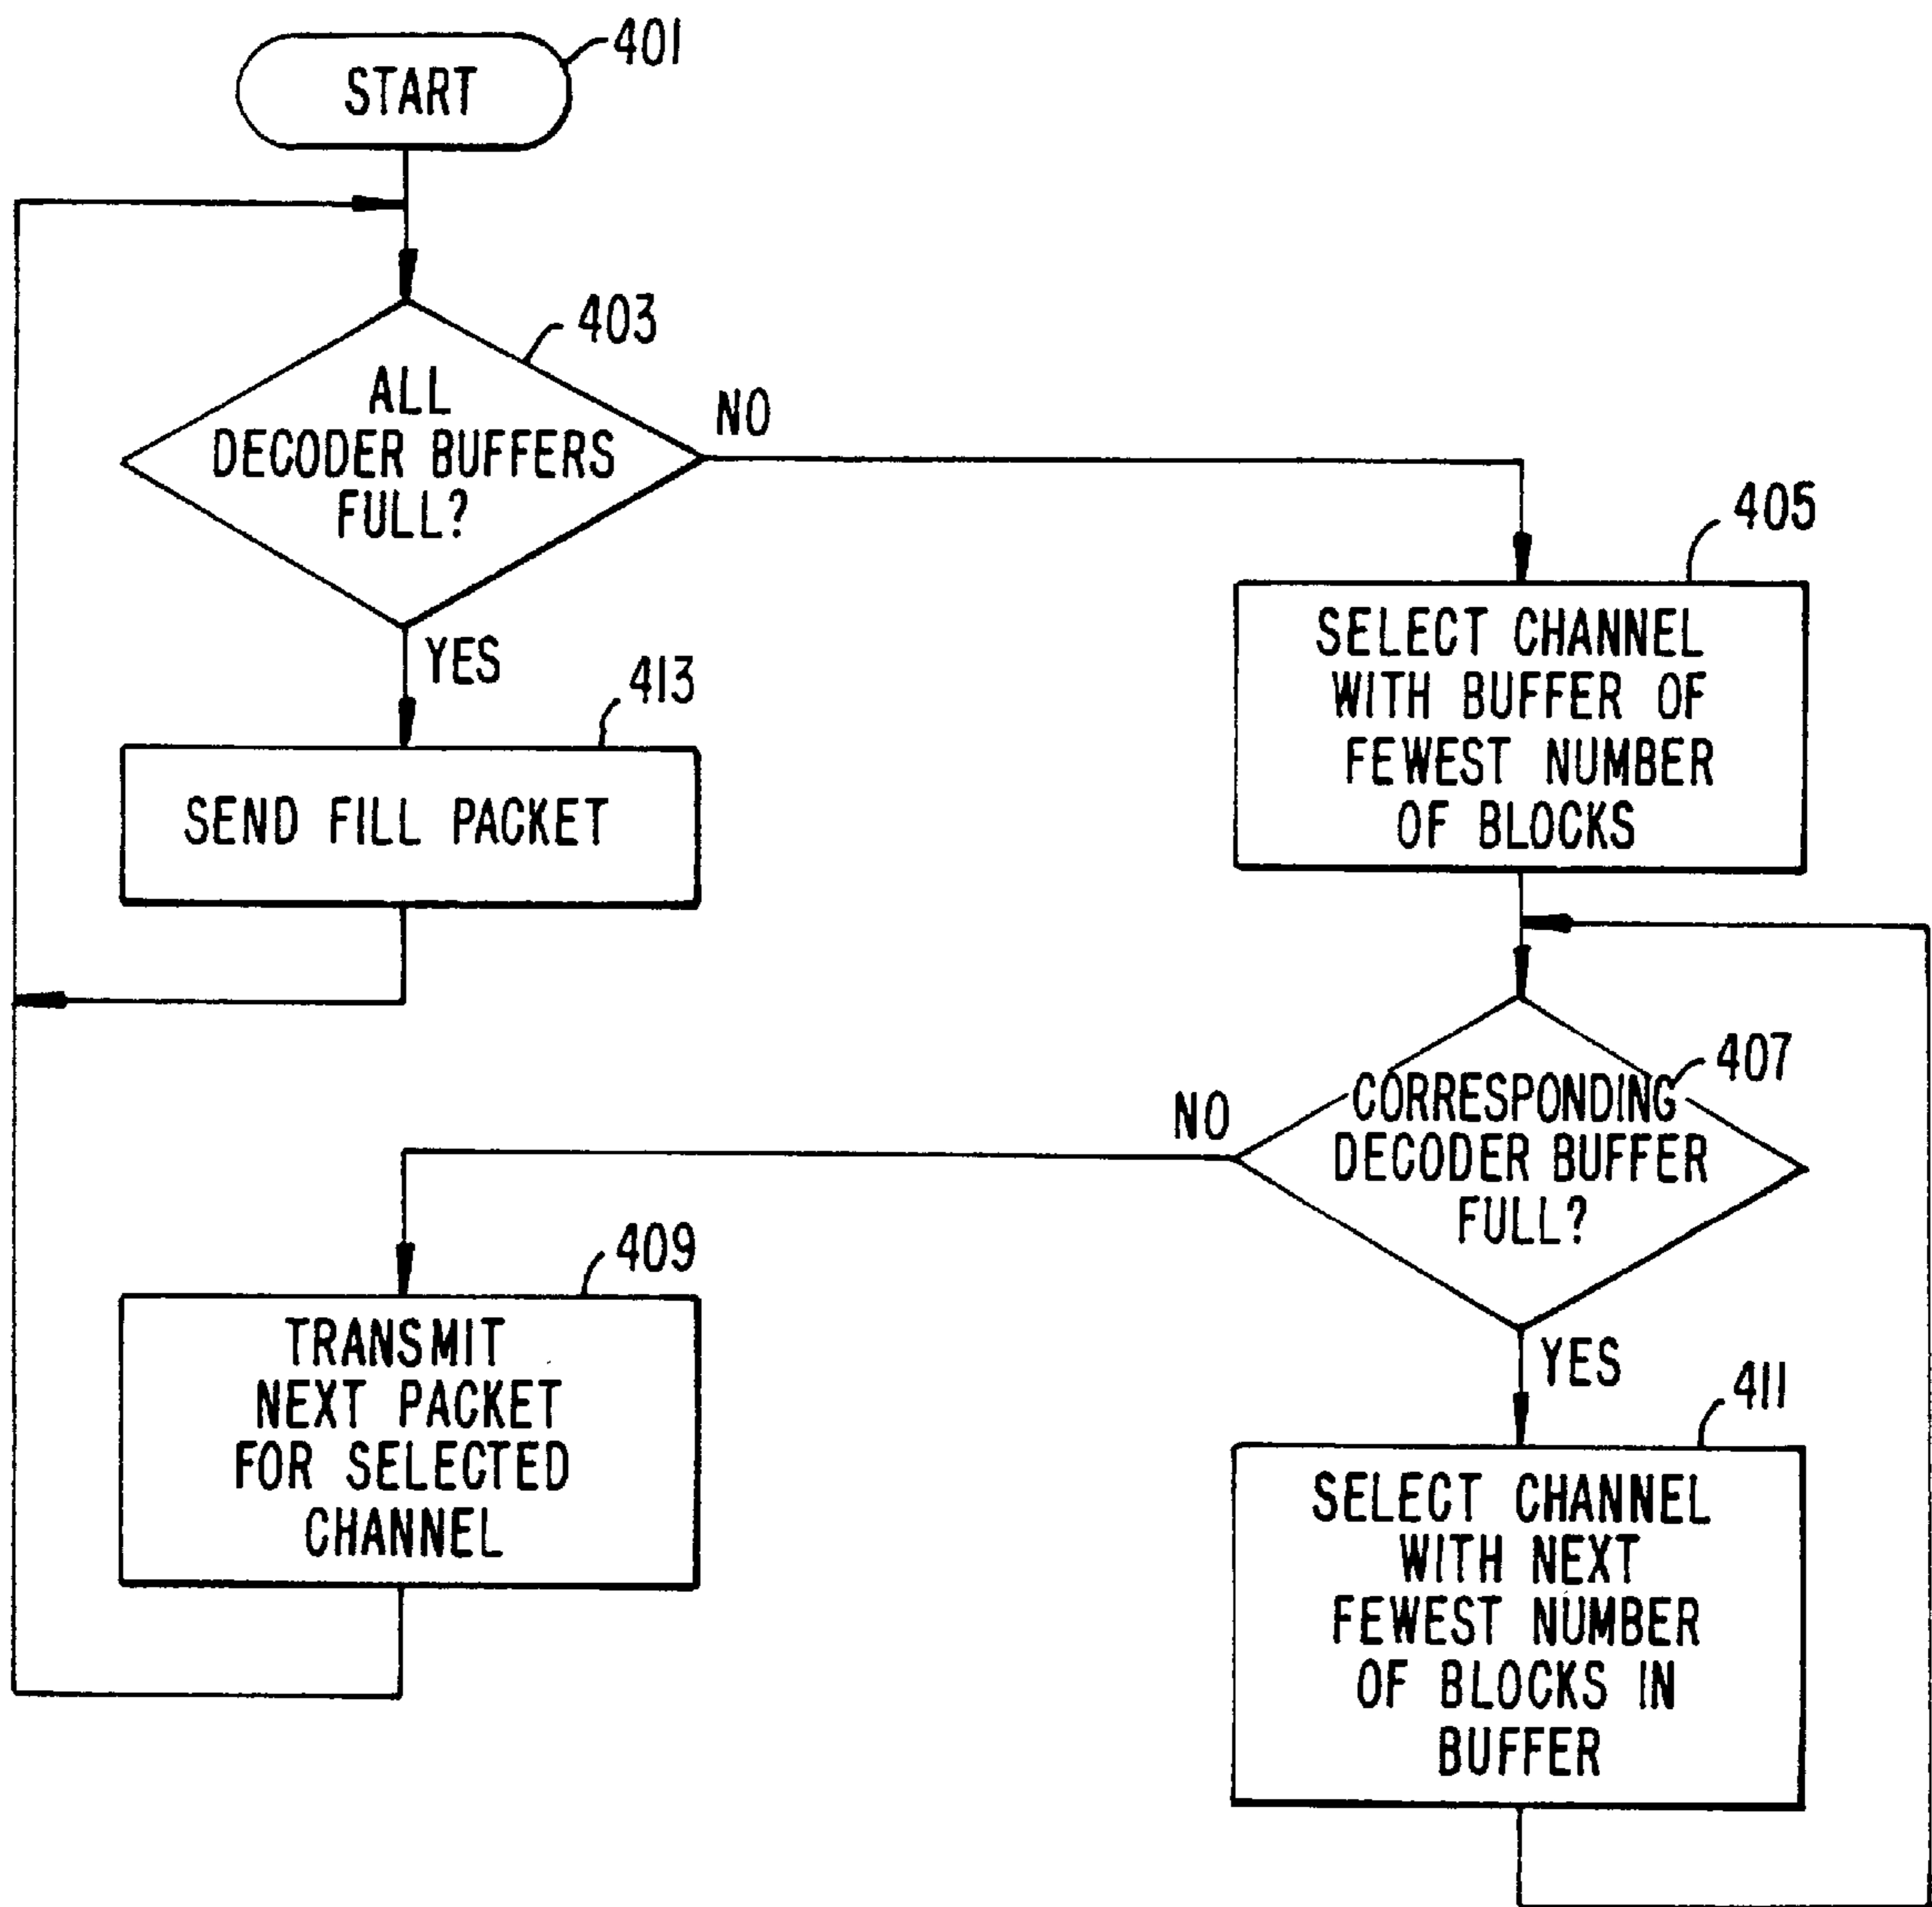 START
401
403
ALL
DECODER BUFFERS
FULL?
NO
YES
413
SEND FILL PACKET
405
SELECT CHANNEL
WITH BUFFER OF
FEWEST NUMBER
OF BLOCKS
407
CORRESPONDING
DECODER BUFFER
FULL?
NO
409
TRANSMIT
NEXT PACKET
FOR SELECTED
CHANNEL
YES
411
SELECT CHANNEL
WITH NEXT
FEWEST NUMBER
OF BLOCKS IN
BUFFER